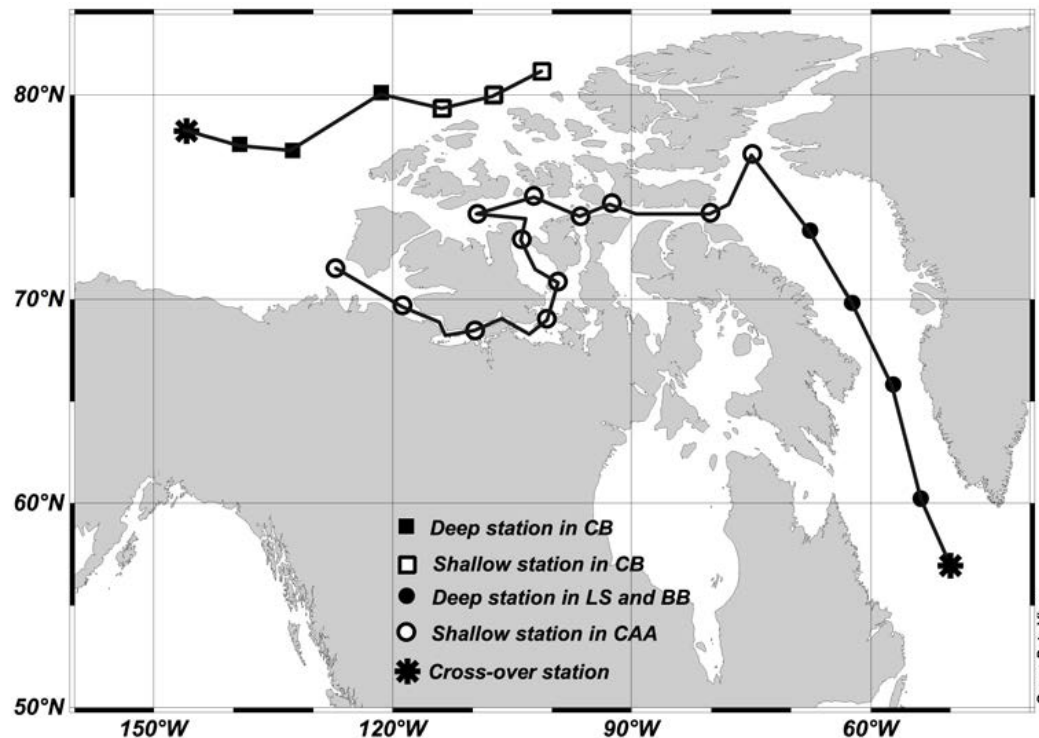 80°N
70°N
60°N
50°N
Deep station in CB
Shallow station in CB
Deep station in LS and BB
Shallow station in CAA
Cross-over station
150°W 120°W 90°W 60°W